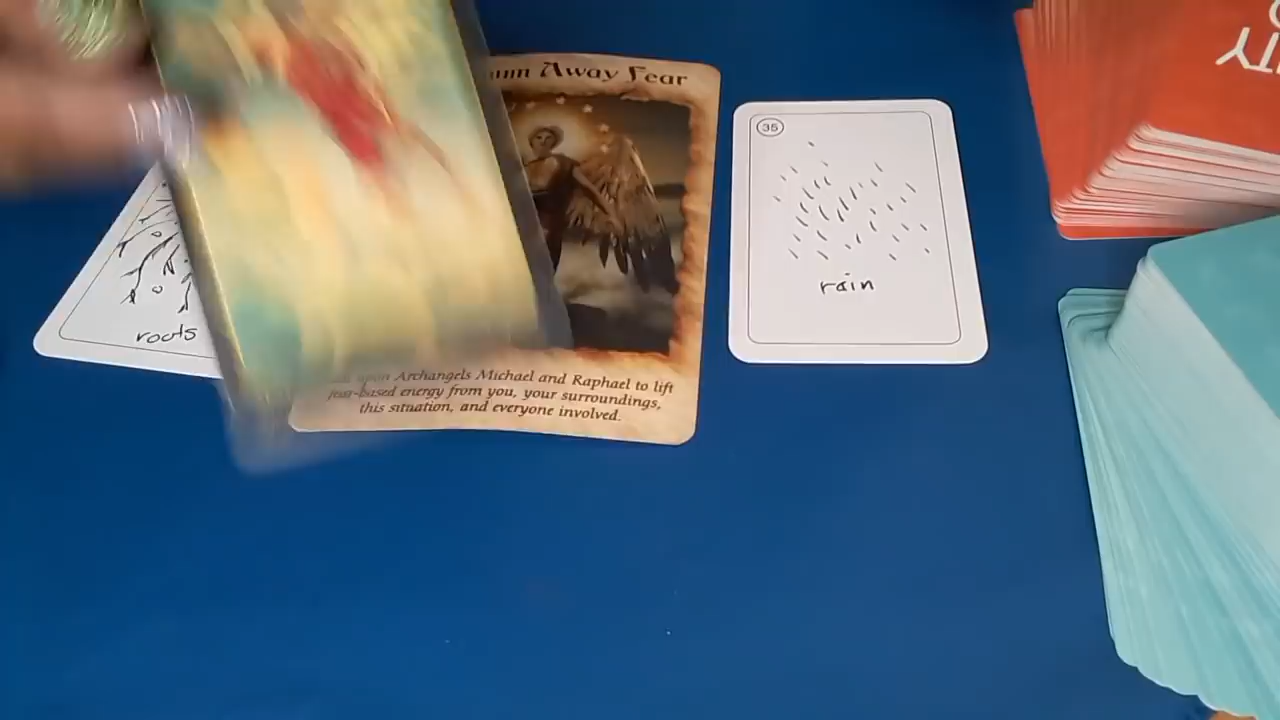 Away Fear
35
rain
roots
upon Archangels Michael and Raphael to lift
fear-based energy from you, your surroundings,
this situation, and everyone involved.